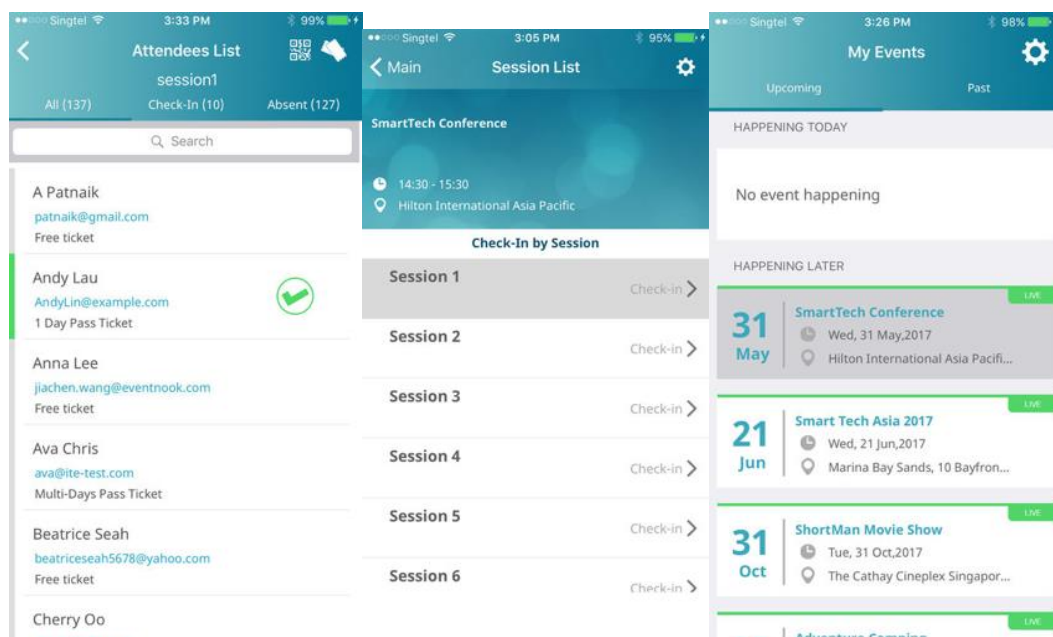 Singtel 3:33 PM 99%
Attendees List
session1
All (137) Check-In (10) Absent (127)
Search
A Patnaik
patnaik@gmail.com
Free ticket
Andy Lau
AndyLin@example.com
1 Day Pass Ticket
Anna Lee
jiachen.wang@eventnook.com
Free ticket
Ava Chris
ava@ite-test.com
Multi-Days Pass Ticket
Beatrice Seah
beatriceseah5678@yahoo.com
Free ticket
Cherry Oo
Singtel 3:05 PM 95%
Main Session List
SmartTech Conference
14:30 - 15:30
Hilton International Asia Pacific
Check-In by Session
Session 1
Check-in
Session 2
Check-in
Session 3
Check-in
Session 4
Check-in
Session 5
Check-in
Session 6
Check-in
Singtel 3:26 PM 98%
My Events
Upcoming Past
HAPPENING TODAY
No event happening
HAPPENING LATER
LIVE
31 May
SmartTech Conference
Wed, 31 May,2017
Hilton International Asia Pacifi...
LIVE
21 Jun
Smart Tech Asia 2017
Wed, 21 Jun,2017
Marina Bay Sands, 10 Bayfron...
LIVE
31 Oct
ShortMan Movie Show
Tue, 31 Oct,2017
The Cathay Cineplex Singapor...
LIVE